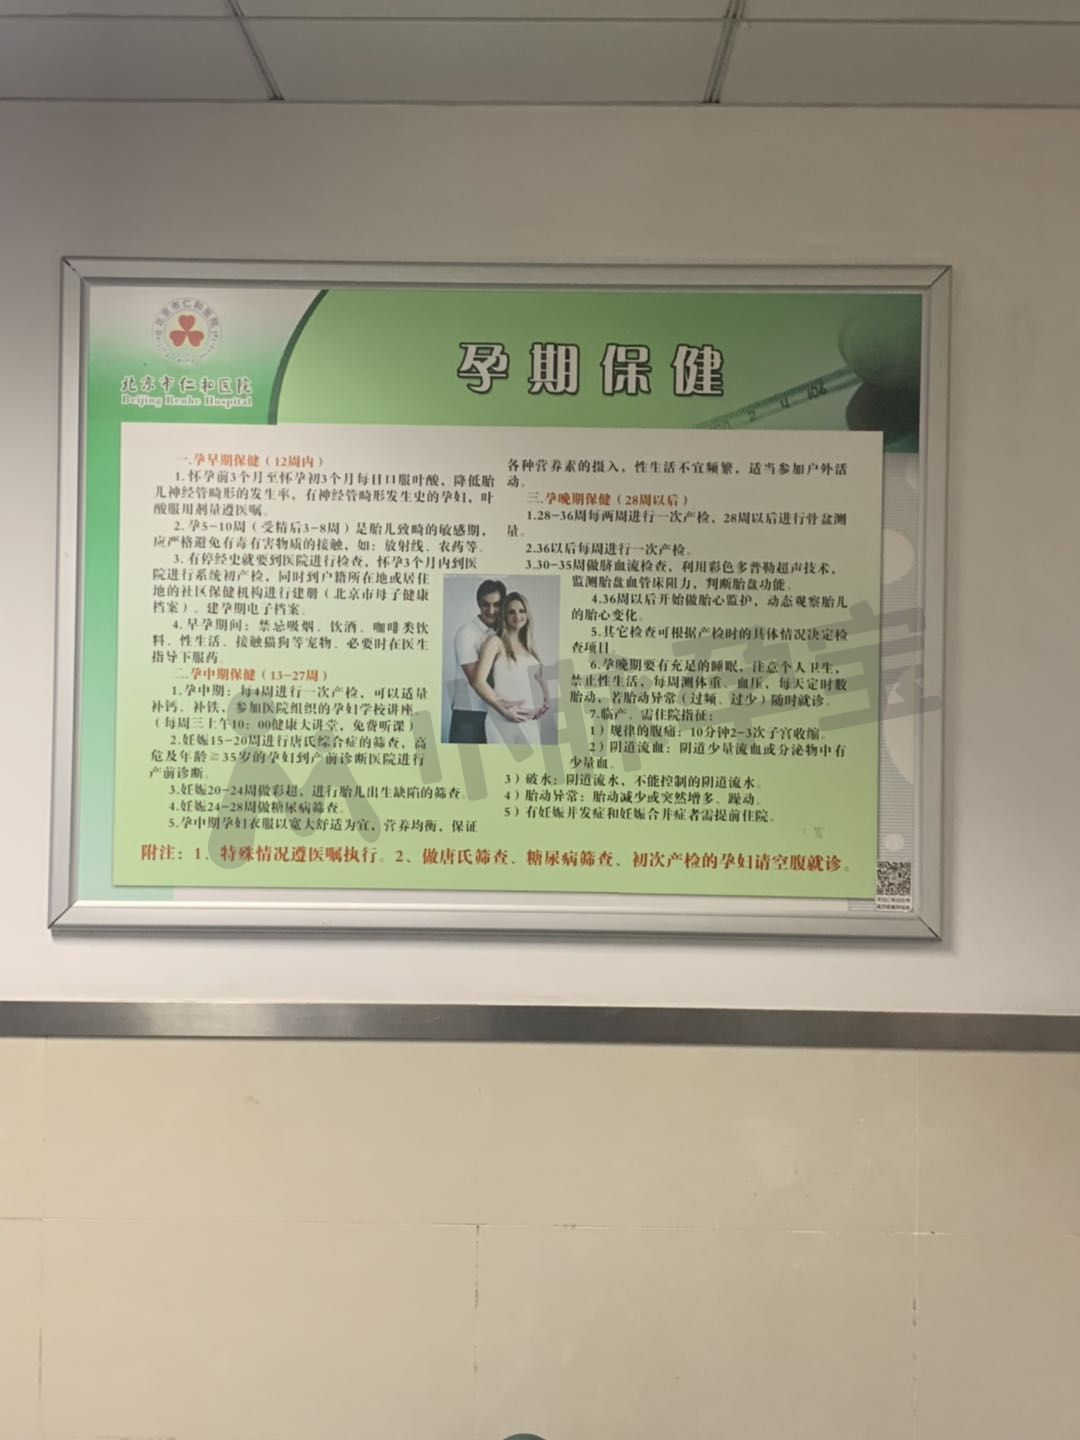 北京市仁和医院
北京市仁和医院
Beijing Renhe Hospital
孕期保健
一.孕早期保健（12周内）
1.怀孕前3个月至怀孕初3个月每日口服叶酸，降低胎
儿神经管畸形的发生率，有神经管畸形发生史的孕妇，叶
酸服用剂量遵医嘱。
2.孕5-10周（受精后3-8周）是胎儿致畸的敏感期，
应严格避免有毒有害物质的接触，如：放射线、农药等。
3.有停经史就要到医院进行检查，怀孕3个月内到医
院进行系统初产检，同时到户籍所在地或居住
地的社区保健机构进行建册（北京市母子健康
档案）、建孕期电子档案。
4.早孕期间：禁忌吸烟、饮酒、咖啡类饮
料、性生活、接触猫狗等宠物、必要时在医生
指导下服药。
二.孕中期保健（13-27周）
1.孕中期：每4周进行一次产检，可以适量
补钙、补铁，参加医院组织的孕妇学校讲座。
（每周三上午10：00健康大讲堂，免费听课）
2.妊娠15-20周进行唐氏综合症的筛查，高
危及年龄≧35岁的孕妇到产前诊断医院进行
产前诊断。
3.妊娠20-24周做彩超，进行胎儿出生缺陷的筛查。
4.妊娠24-28周做糖尿病筛查。
5.孕中期孕妇衣服以宽大舒适为宜，营养均衡，保证
各种营养素的摄入，性生活不宜频繁，适当参加户外活
动。
三.孕晚期保健（28周以后）
1.28-36周每两周进行一次产检，28周以后进行骨盆测
量。
2.36以后每周进行一次产检。
3.30-35周做脐血流检查，利用彩色多普勒超声技术，
监测胎盘血管床阻力，判断胎盘功能。
4.36周以后开始做胎心监护，动态观察胎儿
的胎心变化。
5.其它检查可根据产检时的具体情况决定检
查项目。
6.孕晚期要有充足的睡眠，注意个人卫生，
禁止性生活，每周测体重、血压，每天定时数
胎动，若胎动异常（过频、过少）随时就诊。
7.临产、需住院指征：
1）规律的腹痛：10分钟2-3次子宫收缩。
2）阴道流血：阴道少量流血或分泌物中有
少量血。
3）破水：阴道流水，不能控制的阴道流水。
4）胎动异常：胎动减少或突然增多、躁动。
5）有妊娠并发症和妊娠合并症者需提前住院。
附注：1、特殊情况遵医嘱执行。2、做唐氏筛查、糖尿病筛查、初次产检的孕妇请空腹就诊。